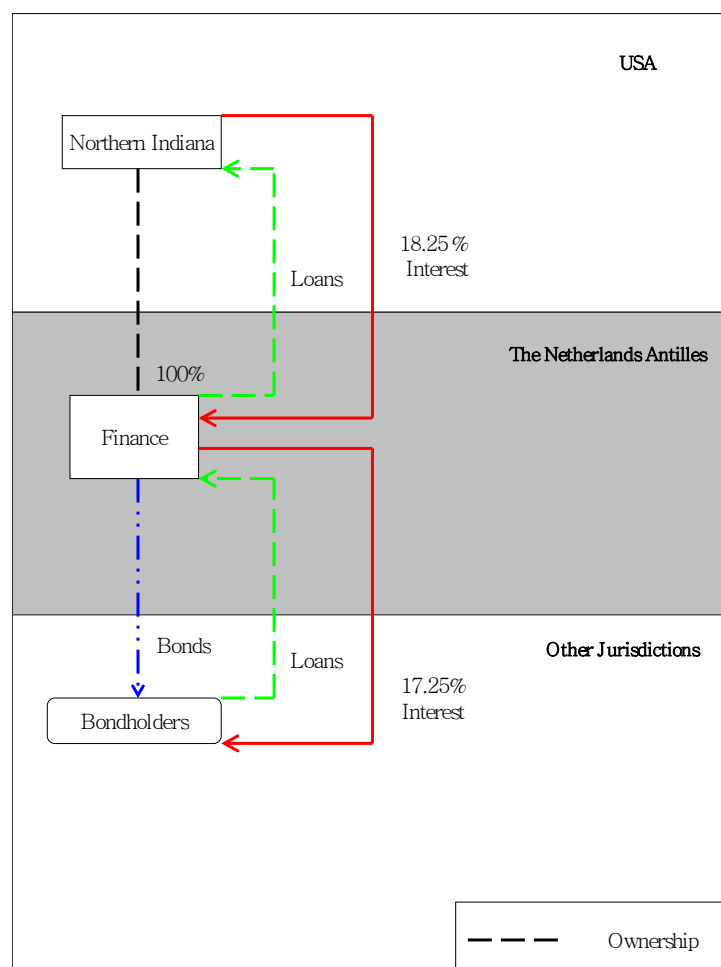 USA
Northern Indiana
18.25%
Interest
Loans
The Netherlands Antilles
100%
Finance
Bonds
Loans
Other Jurisdictions
17.25%
Interest
Bondholders
Ownership